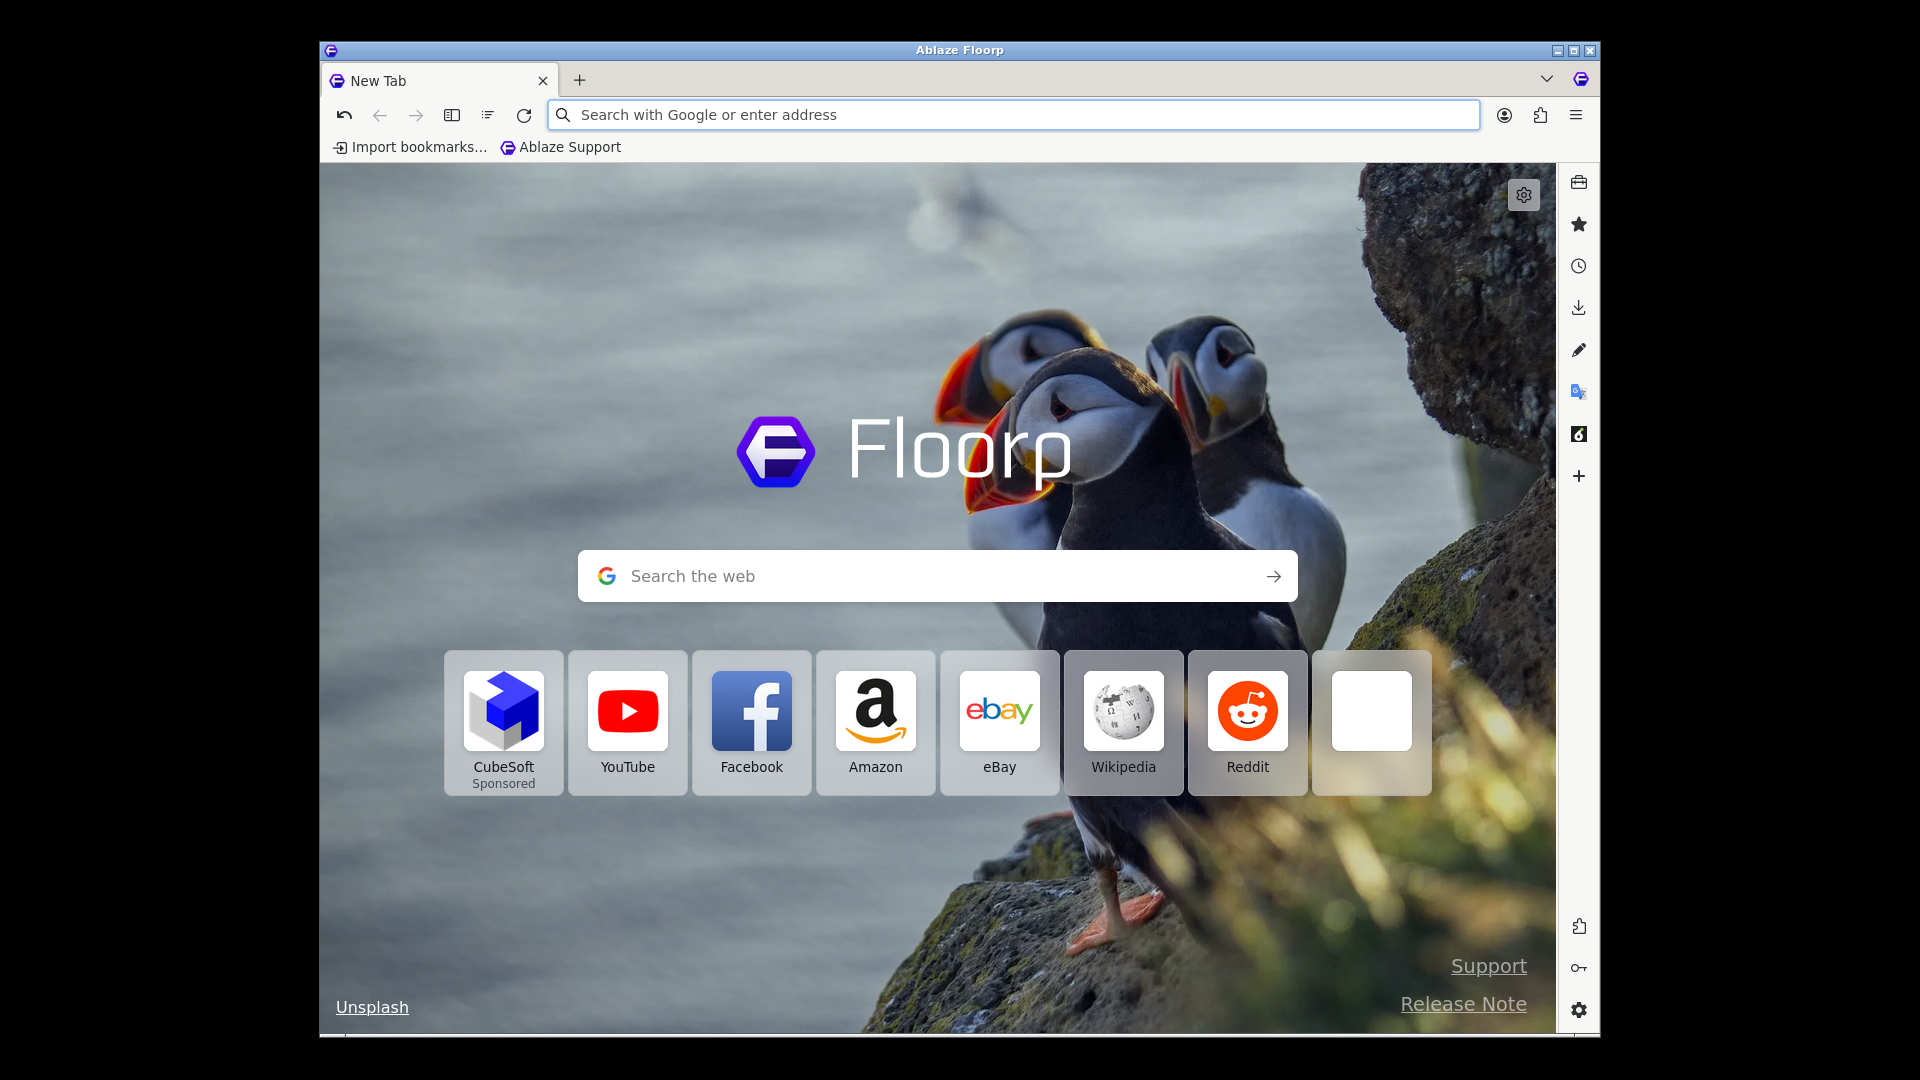 Ablaze Floorp
New Tab
Search with Google or enter address
Import bookmarks...
Ablaze Support
Floorp
Search the web
CubeSoft
Sponsored
YouTube
Facebook
Amazon
eBay
Wikipedia
Reddit
Support
Release Note
Unsplash